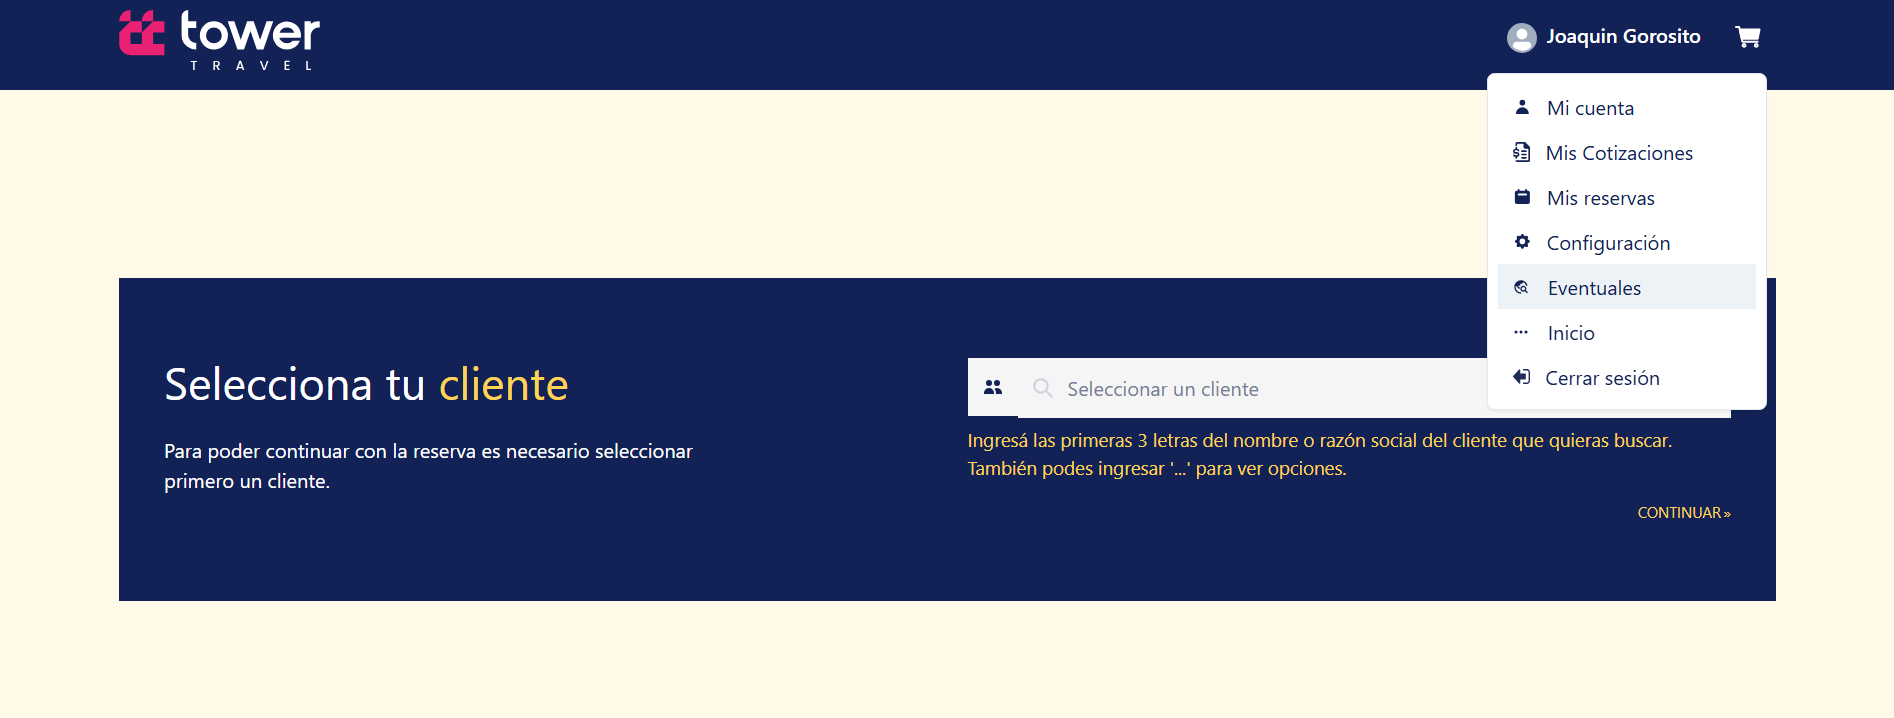 tower
TRAVEL
Joaquin Gorosito
Mi cuenta
Mis Cotizaciones
Mis reservas
Configuración
Eventuales
Inicio
Cerrar sesión
Selecciona tu cliente
Para poder continuar con la reserva es necesario seleccionar
primero un cliente.
Seleccionar un cliente
Ingresá las primeras 3 letras del nombre o razón social del cliente que quieras buscar.
También podes ingresar '...' para ver opciones.
CONTINUAR »